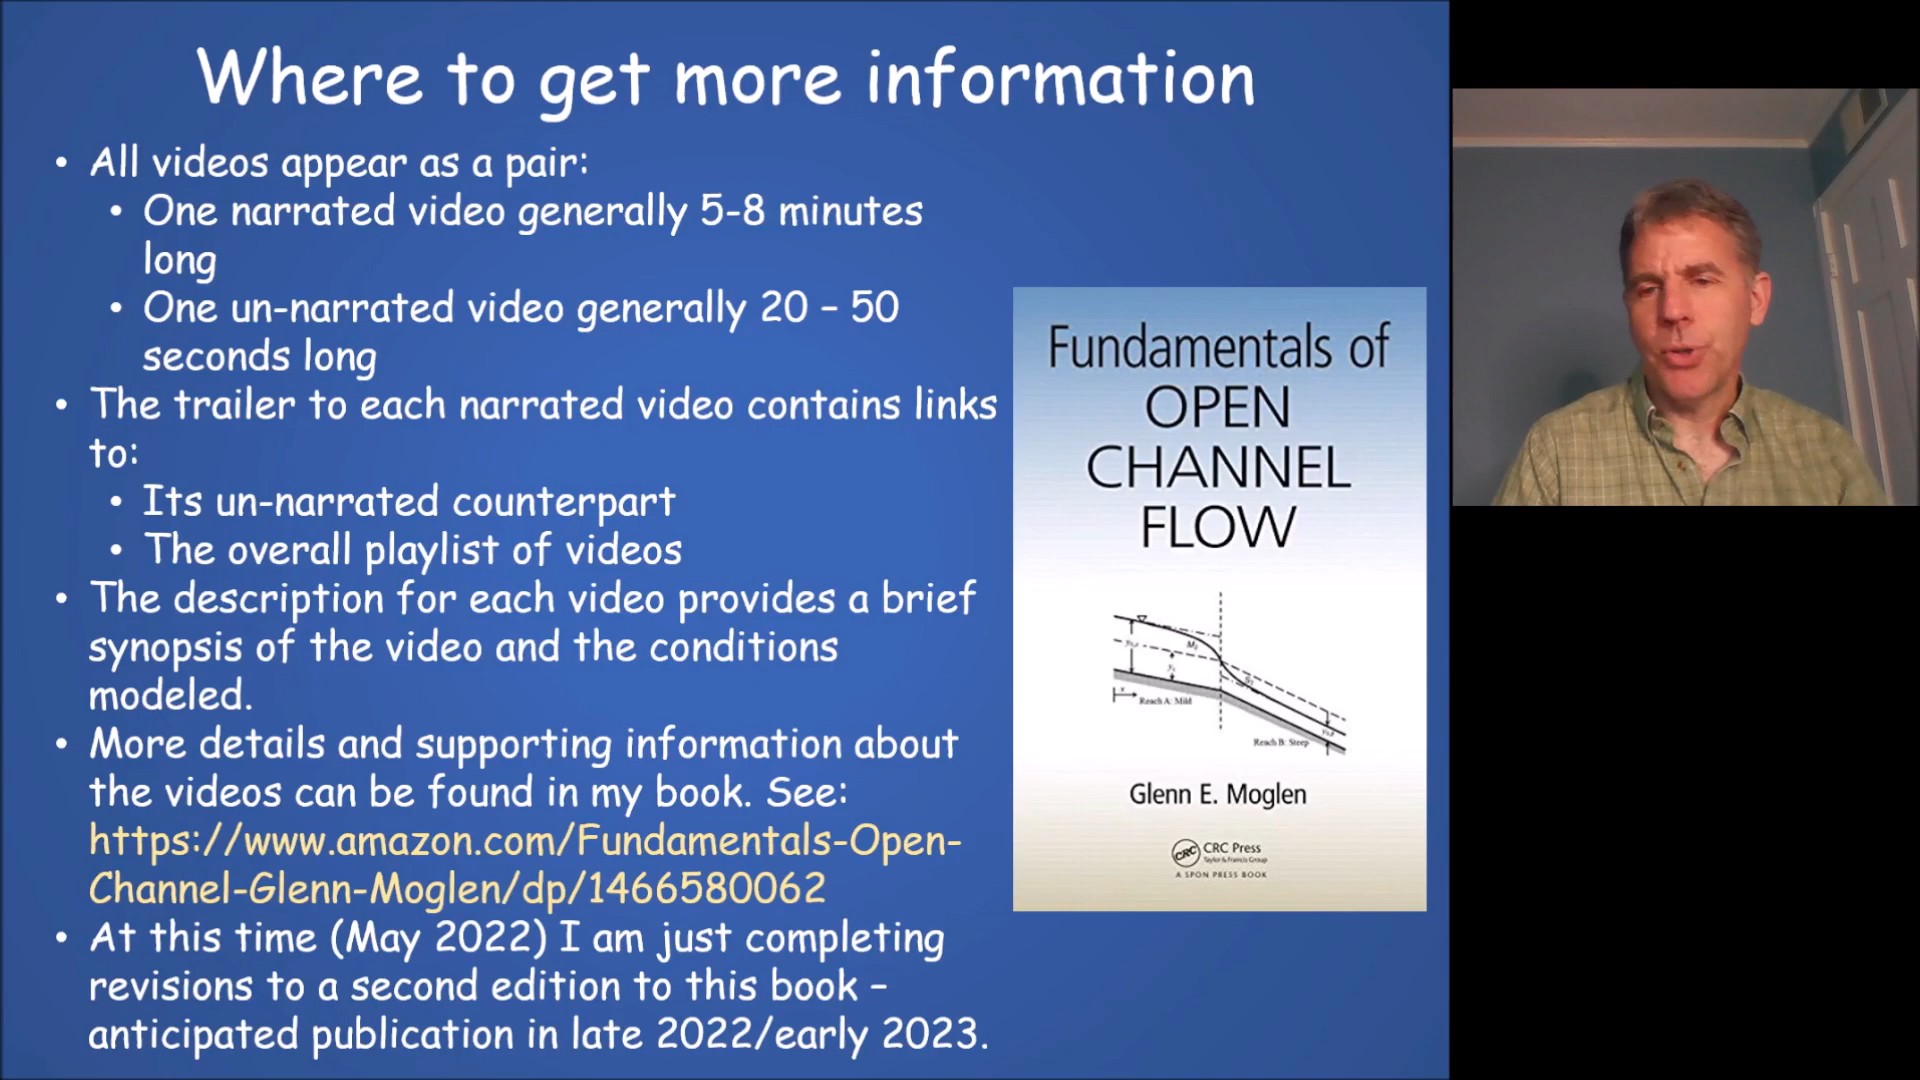 Where to get more information
• All videos appear as a pair:
• One narrated video generally 5-8 minutes
long
• One un-narrated video generally 20 – 50
seconds long
• The trailer to each narrated video contains links
to:
• Its un-narrated counterpart
• The overall playlist of videos
• The description for each video provides a brief
synopsis of the video and the conditions
modeled.
• More details and supporting information about
the videos can be found in my book. See:
https://www.amazon.com/Fundamentals-Open-
Channel-Glenn-Moglen/dp/1466580062
• At this time (May 2022) I am just completing
revisions to a second edition to this book –
anticipated publication in late 2022/early 2023.
Fundamentals of
OPEN
CHANNEL
FLOW
M2
S2
x
Reach A: Mild
Reach B: Steep
Glenn E. Moglen
CRC
CRC Press
Taylor & Francis Group
A SPON PRESS BOOK